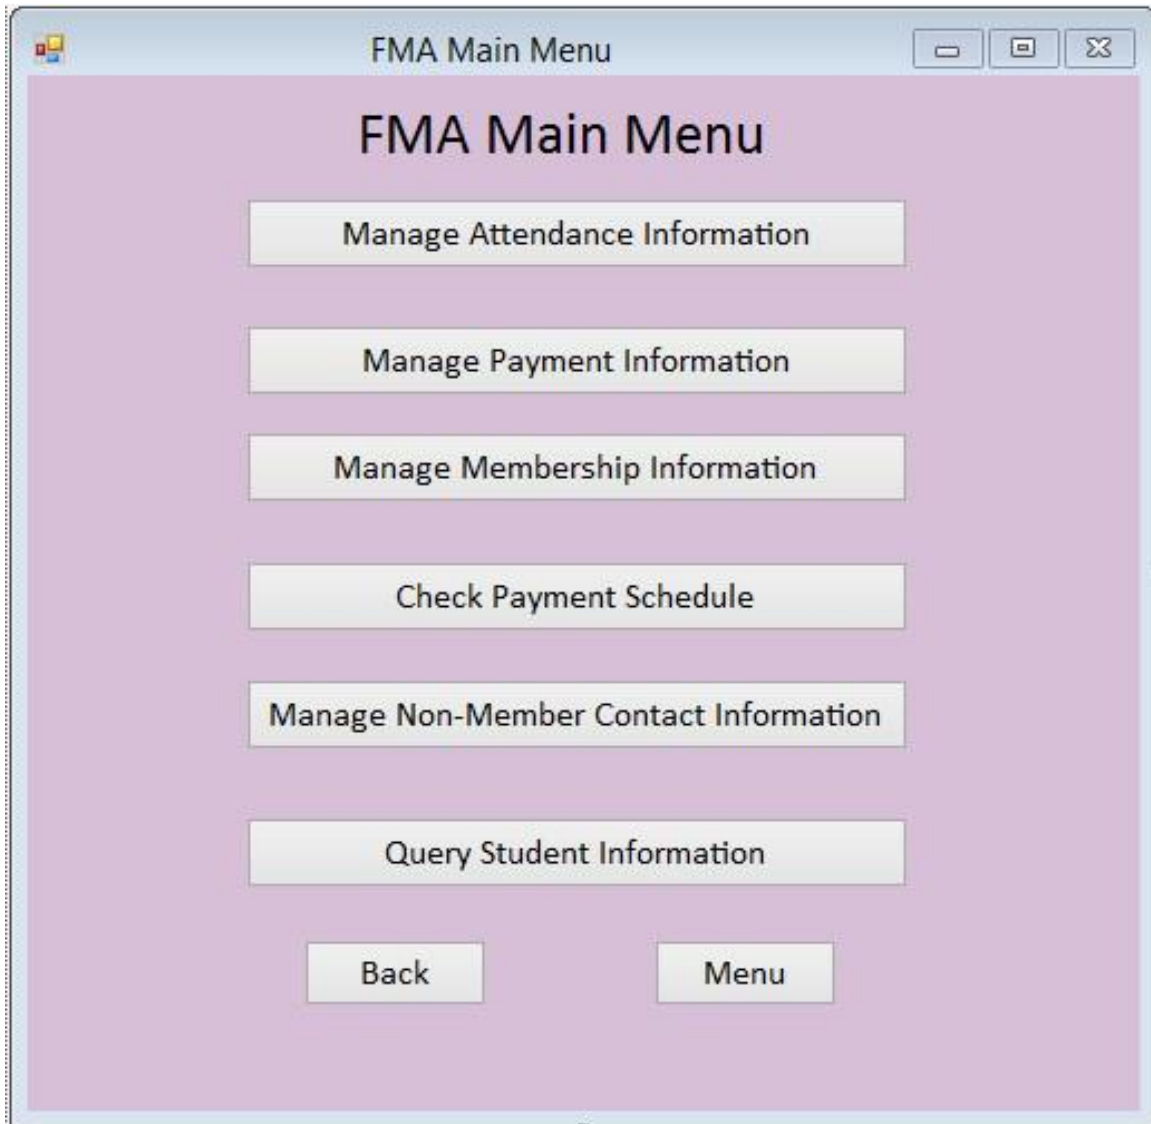 FMA Main Menu
FMA Main Menu
Manage Attendance Information
Manage Payment Information
Manage Membership Information
Check Payment Schedule
Manage Non-Member Contact Information
Query Student Information
Back
Menu